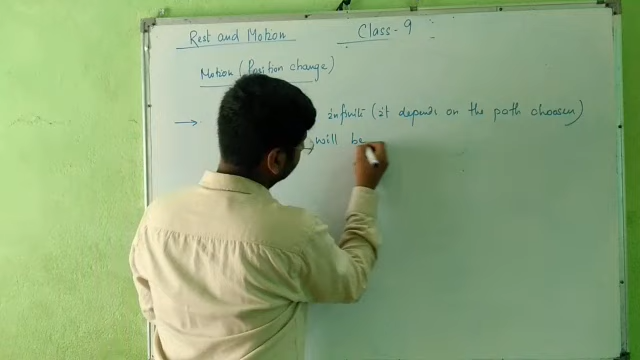 Rest and Motion Class-9
Motion (Position change)
→ infinite (it depends on the path choosen)
will be